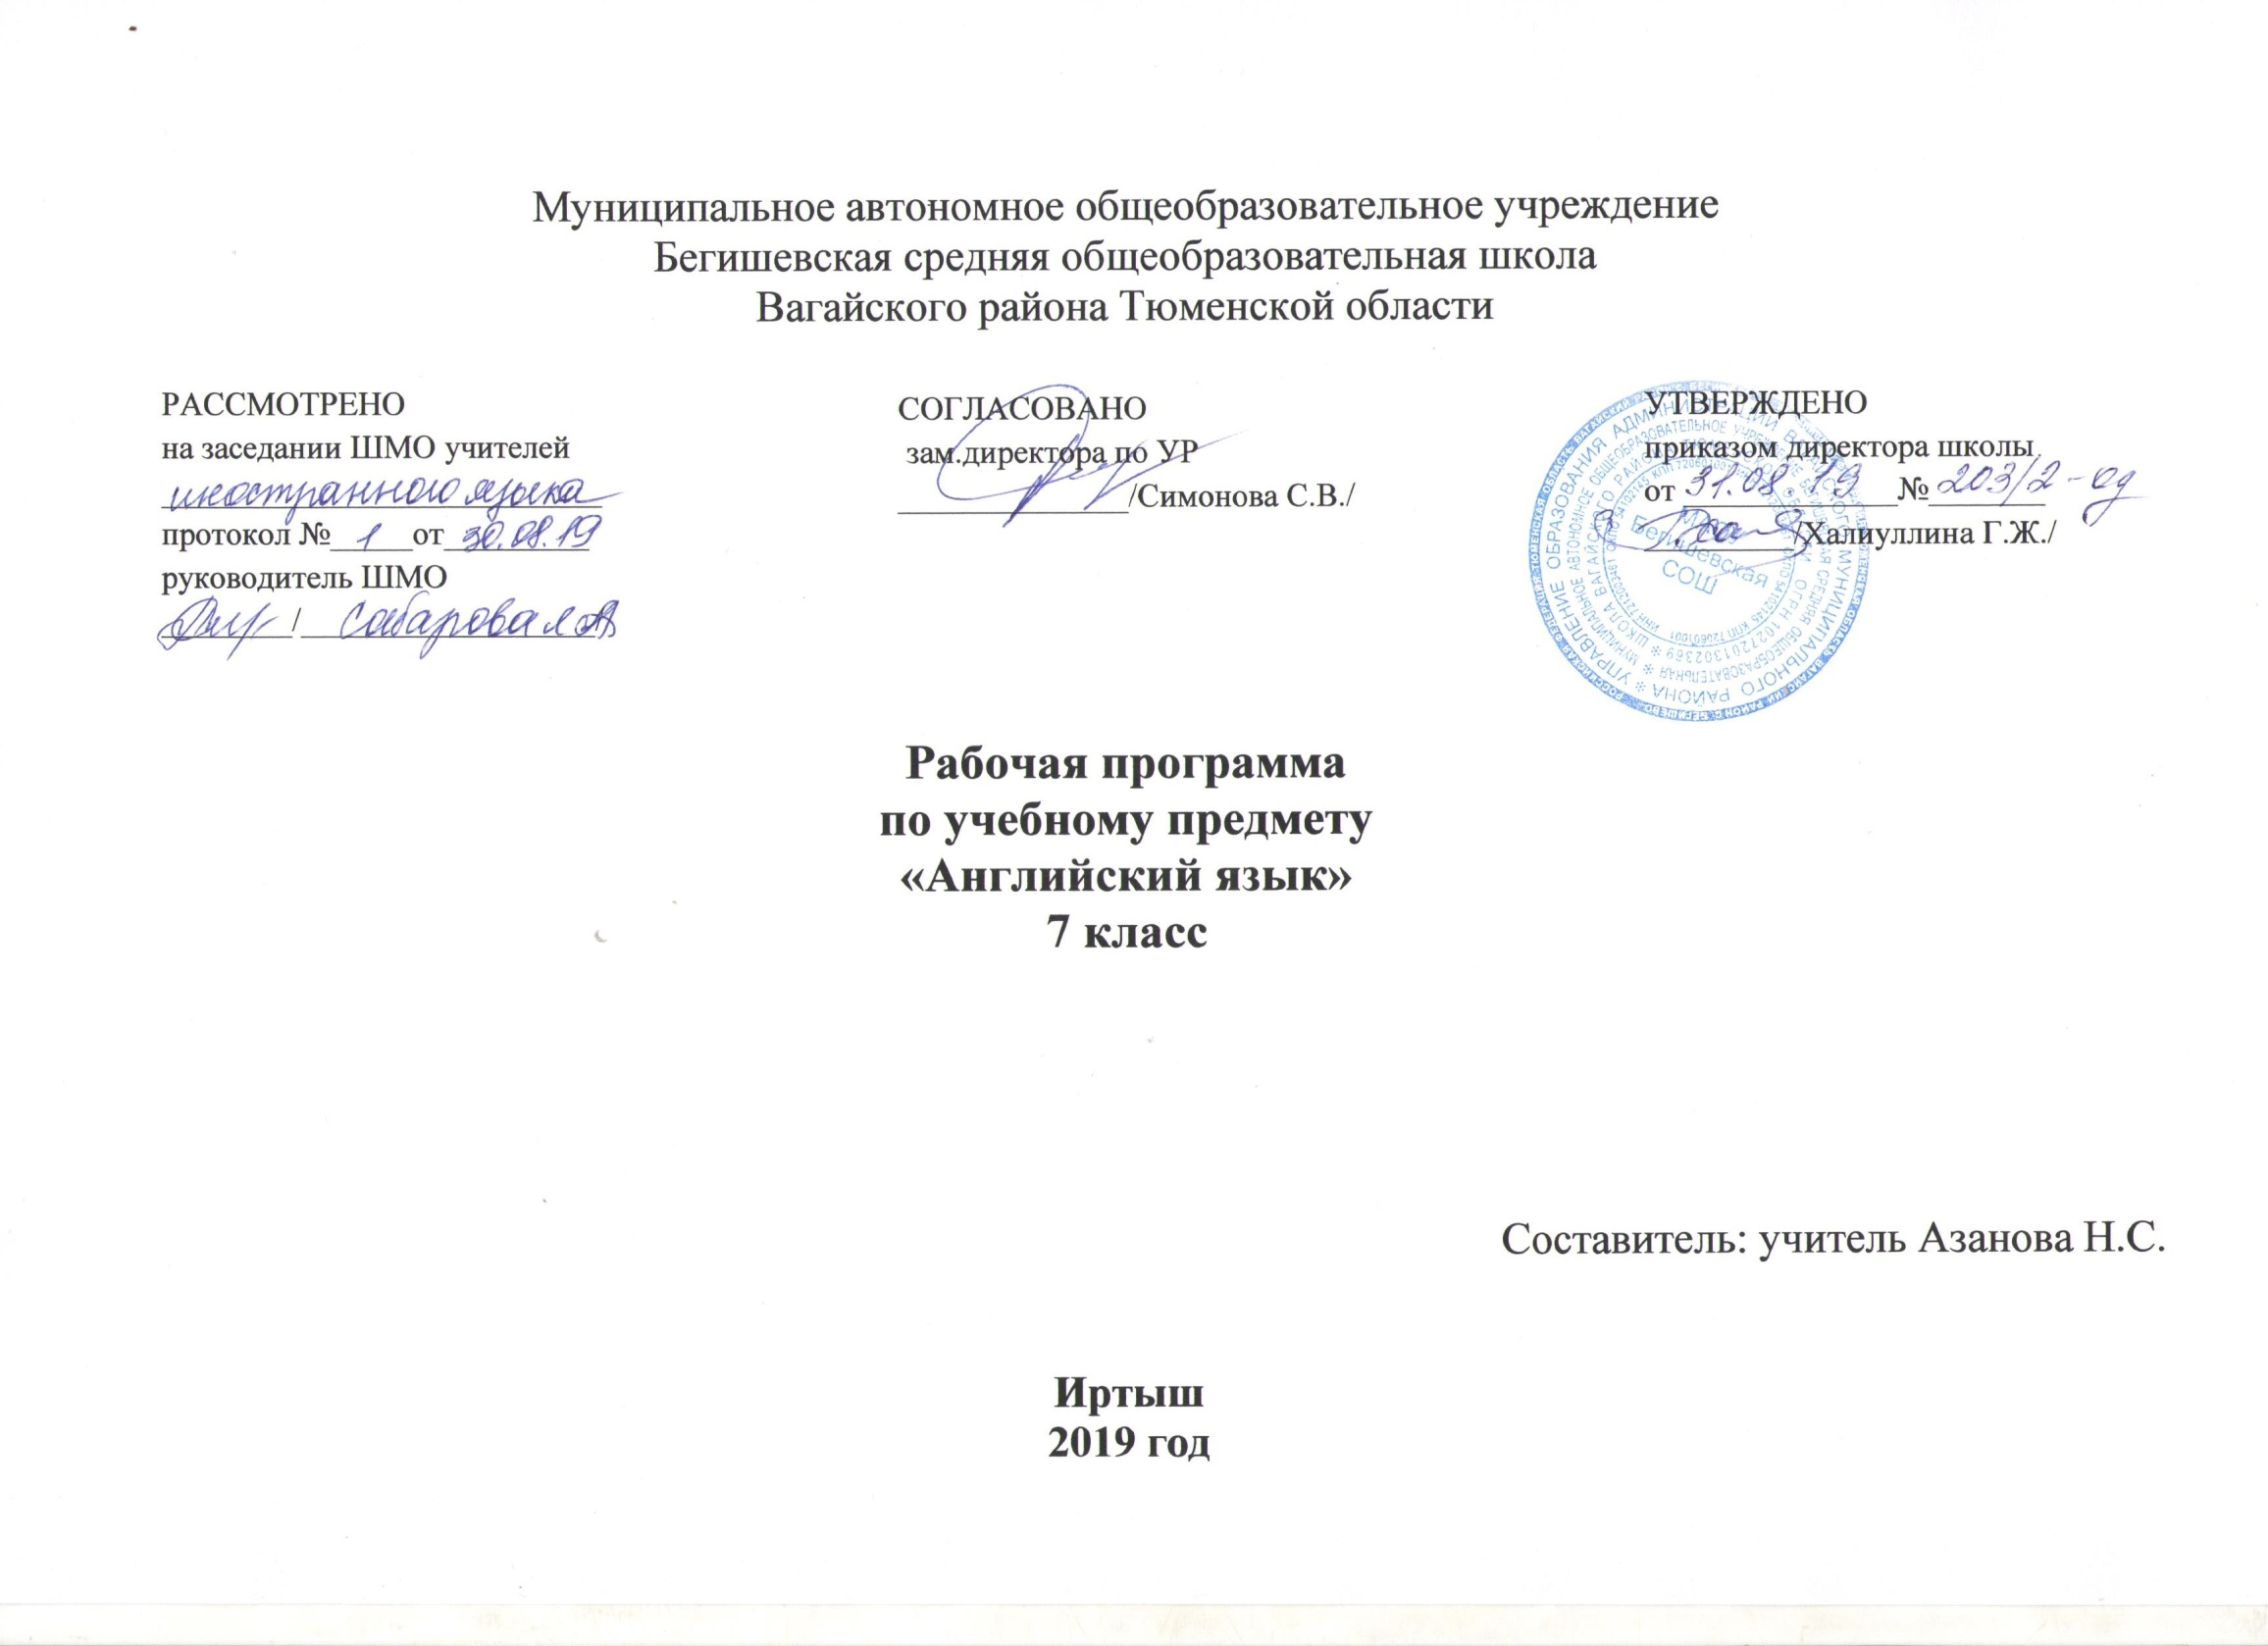 Муниципальное автономное общеобразовательное учреждение
Бегишевская средняя общеобразовательная школа
Вагайского района Тюменской области
РАССМОТРЕНО
на заседании ШМО учителей
иностранного языка
протокол № 1 от 30.08.19
руководитель ШМО
/ Сабарова Л А
СОГЛАСОВАНО
зам.директора по УР
/Симонова С.В./
УТВЕРЖДЕНО
приказом директора школы
от 31.08.19 № 203/2-од
/Халиуллина Г.Ж./
Бегишевская
СОШ
Рабочая программа
по учебному предмету
«Английский язык»
7 класс
Составитель: учитель Азанова Н.С.
Иртыш
2019 год